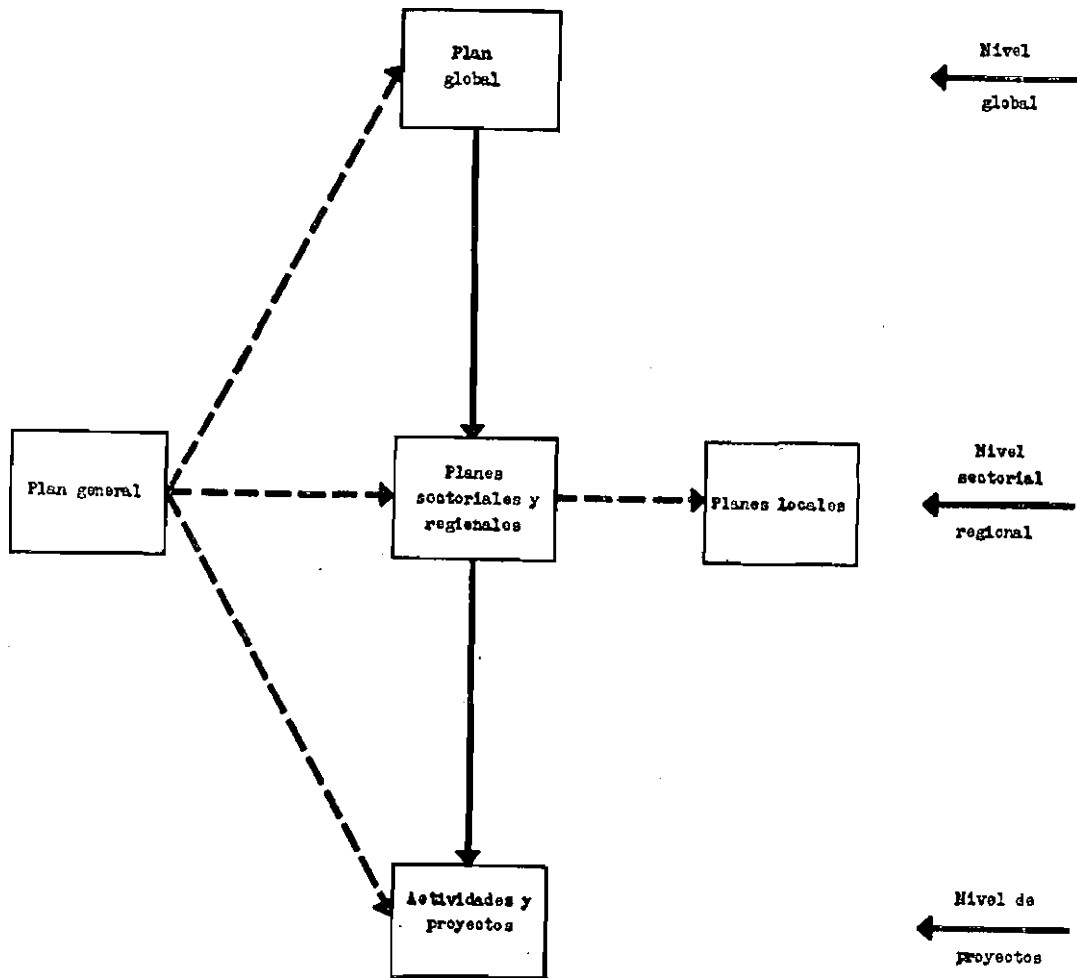 Plan
global
Nivel
global
Plan general
Planes
sectoriales y
regionales
Planes locales
Nivel
sectorial
regional
Actividades y
proyectos
Nivel de
proyectos